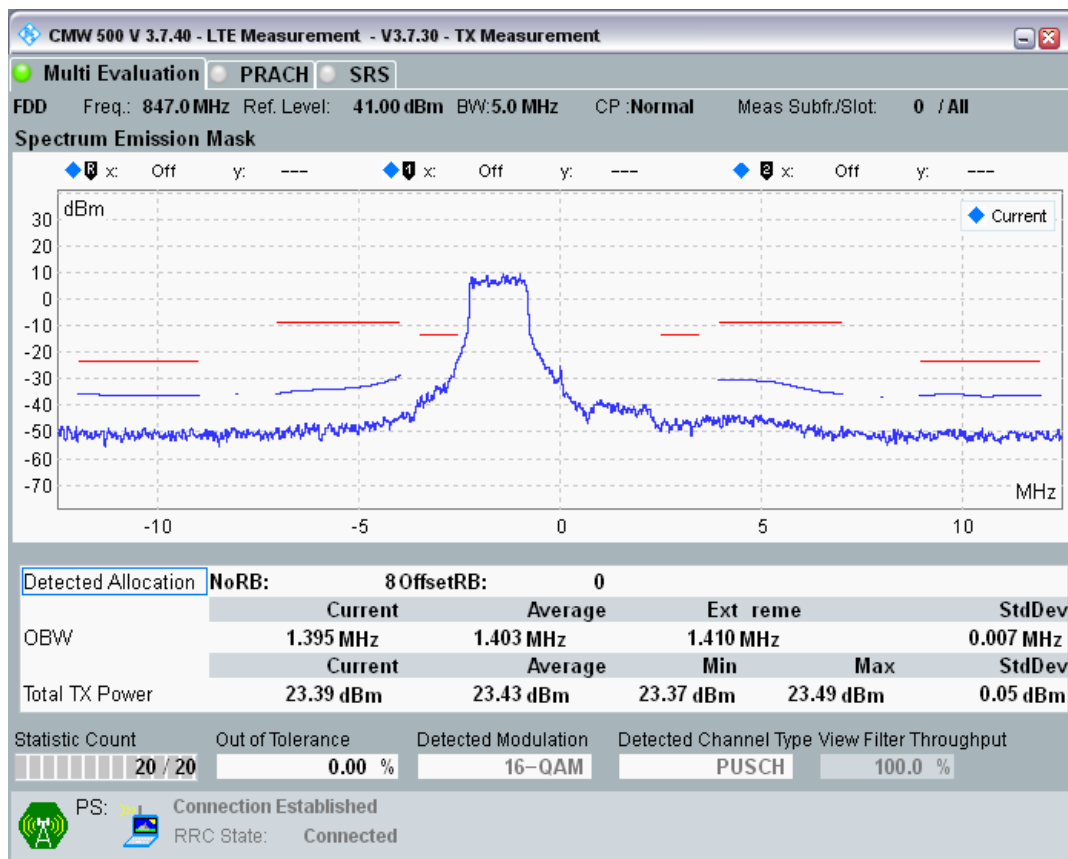 CMW 500 V 3.7.40 - LTE Measurement - V3.7.30 - TX Measurement
Multi Evaluation PRACH SRS
FDD Freq.: 847.0 MHz Ref. Level: 41.00 dBm BW:5.0 MHz CP :Normal Meas Subfr./Slot: 0 / All
Spectrum Emission Mask
R x: Off y: --- 1 x: Off y: --- 2 x: Off y: ---
dBm
Current
30
20
10
0
-10
-20
-30
-40
-50
-60
-70
MHz
-10 -5 0 5 10
Detected Allocation NoRB: 8 OffsetRB: 0
Current Average Ext reme StdDev
OBW 1.395 MHz 1.403 MHz 1.410 MHz 0.007 MHz
Current Average Min Max StdDev
Total TX Power 23.39 dBm 23.43 dBm 23.37 dBm 23.49 dBm 0.05 dBm
Statistic Count Out of Tolerance Detected Modulation Detected Channel Type View Filter Throughput
20 / 20 0.00 % 16-QAM PUSCH 100.0 %
PS: Connection Established
RRC State: Connected